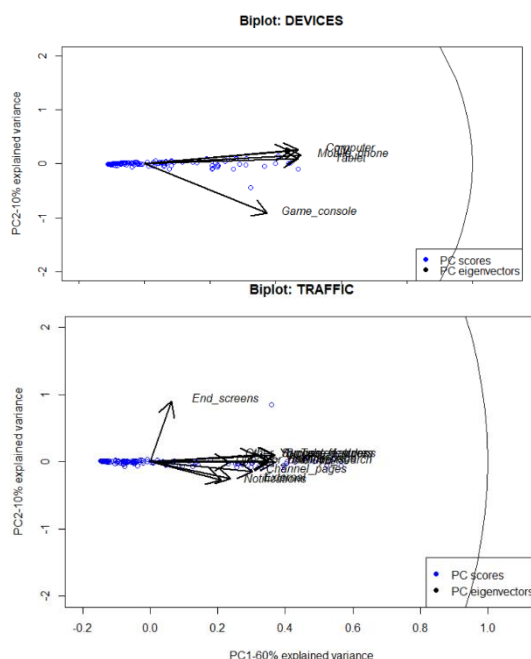 Biplot: DEVICES
PC2-10% explained variance
2
1
0
-1
-2
Computer
Mobile_phone
Tablet
Game_console
PC scores
PC eigenvectors
Biplot: TRAFFIC
PC2-10% explained variance
2
1
0
-1
-2
End_screens
Channel_pages
External
Notifications
PC scores
PC eigenvectors
-0.2
0.0
0.2
0.4
0.6
0.8
1.0
PC1-60% explained variance